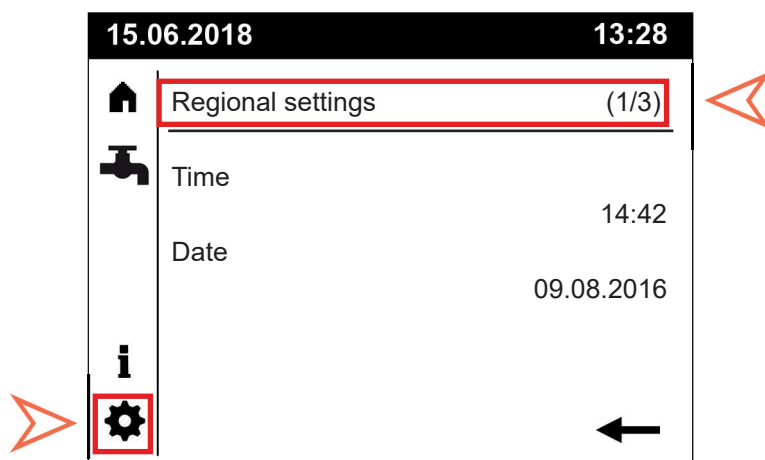 15.06.2018 13:28
Regional settings (1/3)
Time
14:42
Date
09.08.2016
i